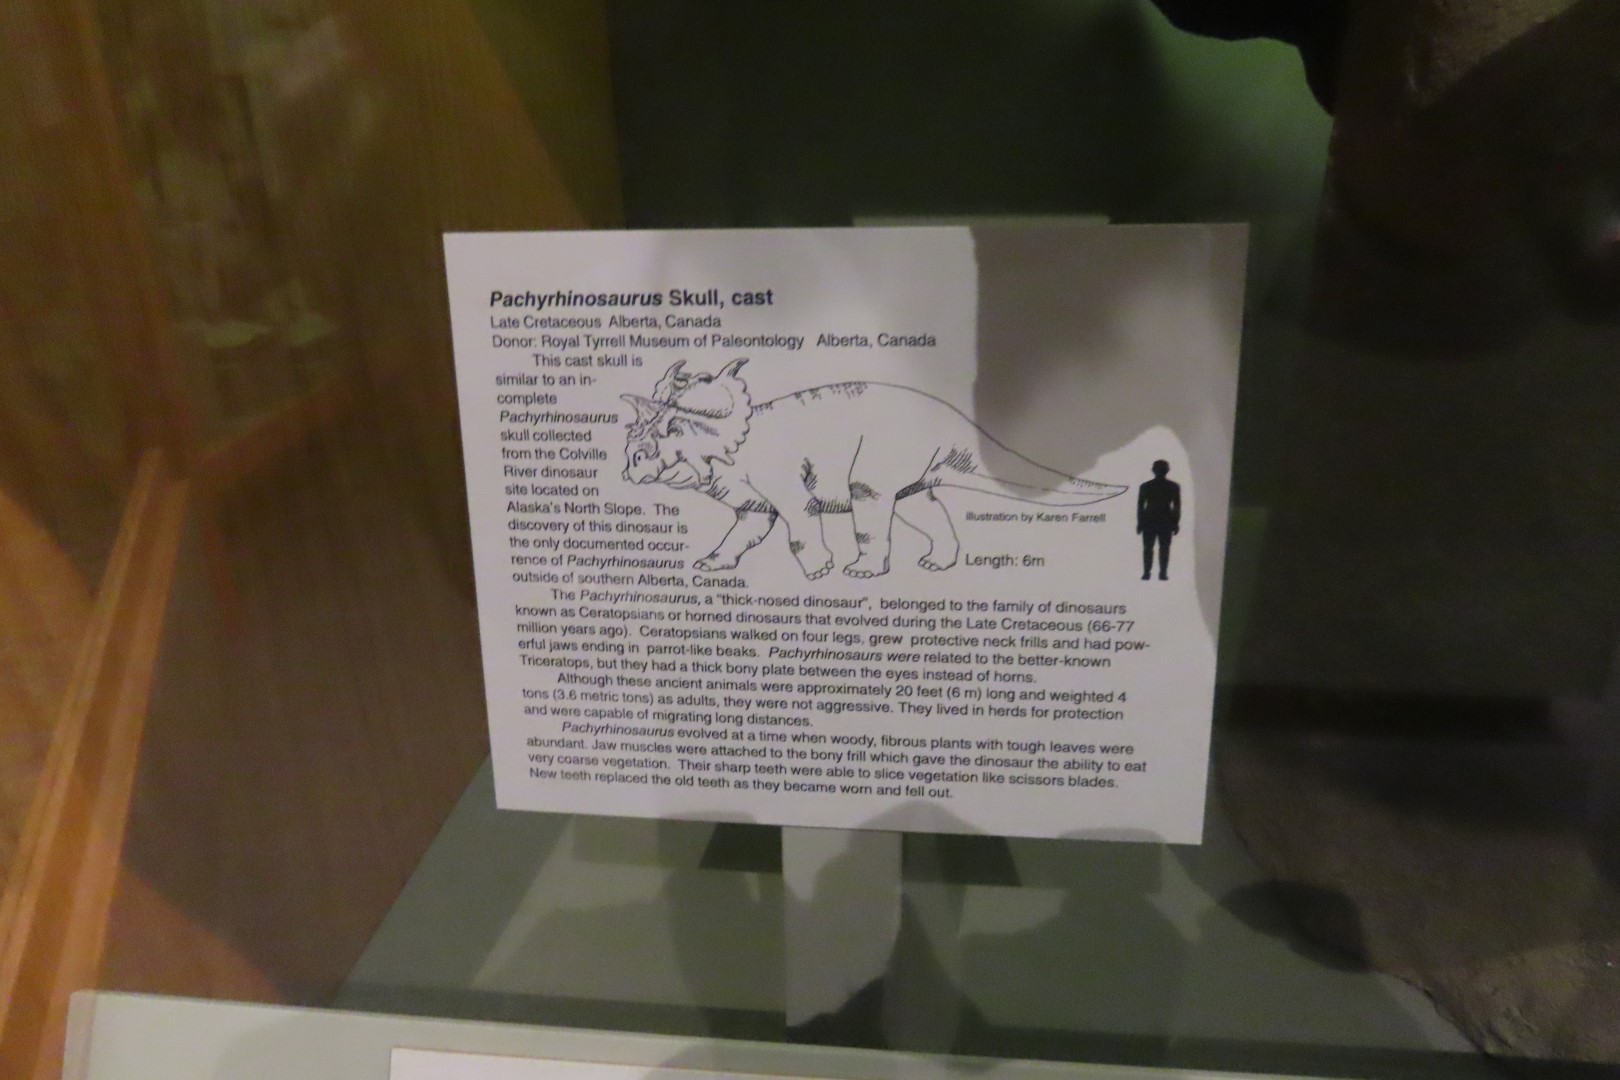 Pachyrhinosaurus Skull, cast
Late Cretaceous Alberta, Canada
Donor: Royal Tyrrell Museum of Paleontology Alberta, Canada
This cast skull is
similar to an in-
complete
Pachyrhinosaurus
skull collected
from the Colville
River dinosaur
site located on
Alaska's North Slope. The
discovery of this dinosaur is
the only documented occur-
rence of Pachyrhinosaurus
outside of southern Alberta, Canada.
Illustration by Karen Farrell
Length: 6m
The Pachyrhinosaurus, a "thick-nosed dinosaur", belonged to the family of dinosaurs
known as Ceratopsians or horned dinosaurs that evolved during the Late Cretaceous (66-77
million years ago). Ceratopsians walked on four legs, grew protective neck frills and had pow-
erful jaws ending in parrot-like beaks. Pachyrhinosaurs were related to the better-known
Triceratops, but they had a thick bony plate between the eyes instead of horns.
Although these ancient animals were approximately 20 feet (6 m) long and weighted 4
tons (3.6 metric tons) as adults, they were not aggressive. They lived in herds for protection
and were capable of migrating long distances.
Pachyrhinosaurus evolved at a time when woody, fibrous plants with tough leaves were
abundant. Jaw muscles were attached to the bony frill which gave the dinosaur the ability to eat
very coarse vegetation. Their sharp teeth were able to slice vegetation like scissors blades.
New teeth replaced the old teeth as they became worn and fell out.